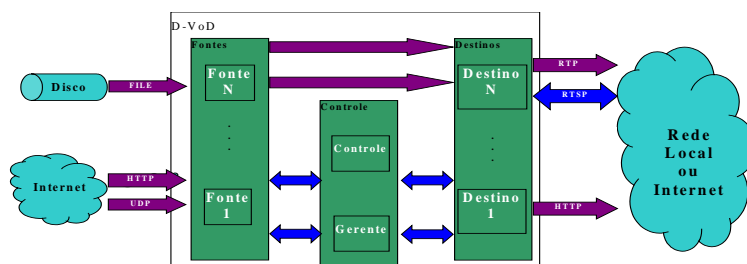 D-VoD
Fontes
Destinos
Fonte
N
Destino
N
RTP
Disco
FILE
RTSP
Controle
.
.
.
.
.
.
Rede
Local
ou
Internet
Controle
HTTP
Internet
Fonte
1
Destino
1
UDP
HTTP
Gerente